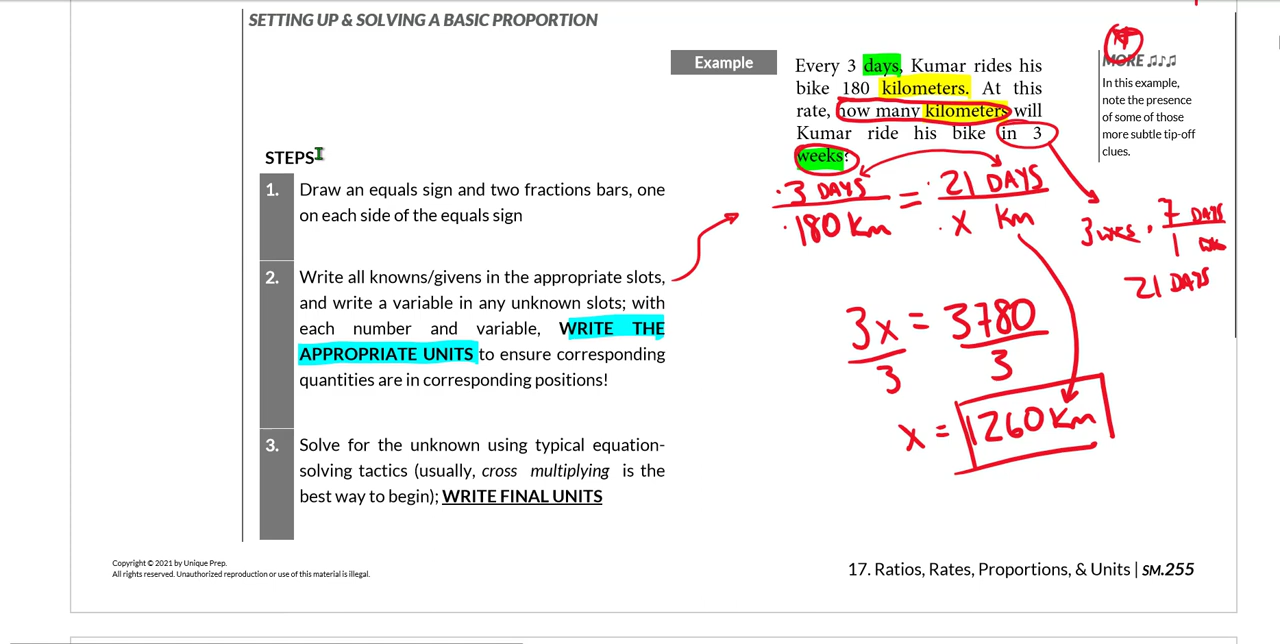 SETTING UP & SOLVING A BASIC PROPORTION
Example
Every 3 days, Kumar rides his
bike 180 kilometers. At this
rate, how many kilometers will
Kumar ride his bike in 3
weeks?
MORE ♫♪♫
In this example,
note the presence
of some of those
more subtle tip-off
clues.
STEPS
1. Draw an equals sign and two fractions bars, one
on each side of the equals sign
2. Write all knowns/givens in the appropriate slots,
and write a variable in any unknown slots; with
each number and variable, WRITE THE
APPROPRIATE UNITS to ensure corresponding
quantities are in corresponding positions!
3. Solve for the unknown using typical equation-
solving tactics (usually, cross multiplying is the
best way to begin); WRITE FINAL UNITS
3 DAYS = 21 DAYS
180 Km X Km
3 wks · 7 DAYS
1 wk
21 DAYS
3x = 3780
3 3
x = 1260 Km
Copyright © 2021 by Unique Prep.
All rights reserved. Unauthorized reproduction or use of this material is illegal.
17. Ratios, Rates, Proportions, & Units | SM.255